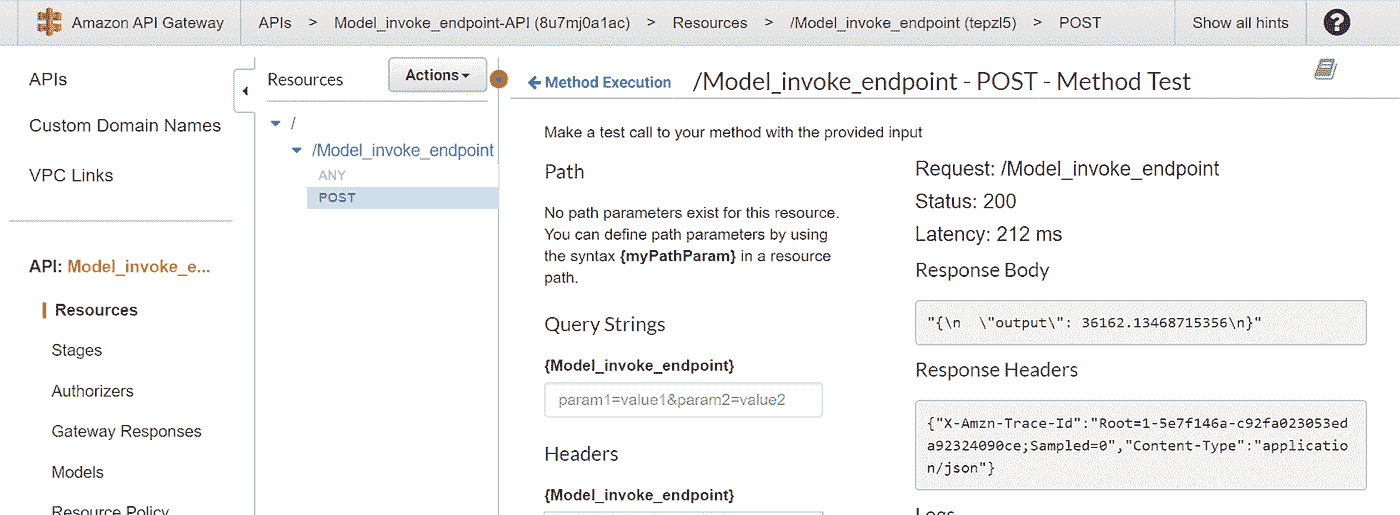 Amazon API Gateway
APIs > Model_invoke_endpoint-API (8u7mj0a1ac) > Resources > /Model_invoke_endpoint (tepzl5) > POST
Show all hints
?
APIs
Custom Domain Names
VPC Links
API: Model_invoke_e...
Resources
Stages
Authorizers
Gateway Responses
Models
Resource Policy
Resources
Actions
/
/Model_invoke_endpoint
ANY
POST
Method Execution
/Model_invoke_endpoint - POST - Method Test
Make a test call to your method with the provided input
Path
No path parameters exist for this resource.
You can define path parameters by using
the syntax {myPathParam} in a resource
path.
Query Strings
{Model_invoke_endpoint}
param1=value1&param2=value2
Headers
{Model_invoke_endpoint}
Request: /Model_invoke_endpoint
Status: 200
Latency: 212 ms
Response Body
"{\n  \"output\": 36162.13468715356\n}"
Response Headers
{"X-Amzn-Trace-Id":"Root=1-5e7f146a-c92fa023053ed
a92324090ce;Sampled=0","Content-Type":"applicatio
n/json"}
Logs